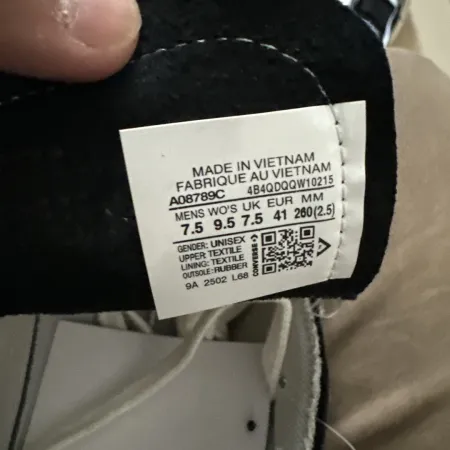 MADE IN VIETNAM
FABRIQUE AU VIETNAM
A08789C 4B4QDQQW10215
MENS WO'S UK EUR MM
7.5 9.5 7.5 41 260(2.5)
GENDER: UNISEX
UPPER: TEXTILE
LINING: TEXTILE
OUTSOLE: RUBBER
CONVERSE
9A 2502 L68